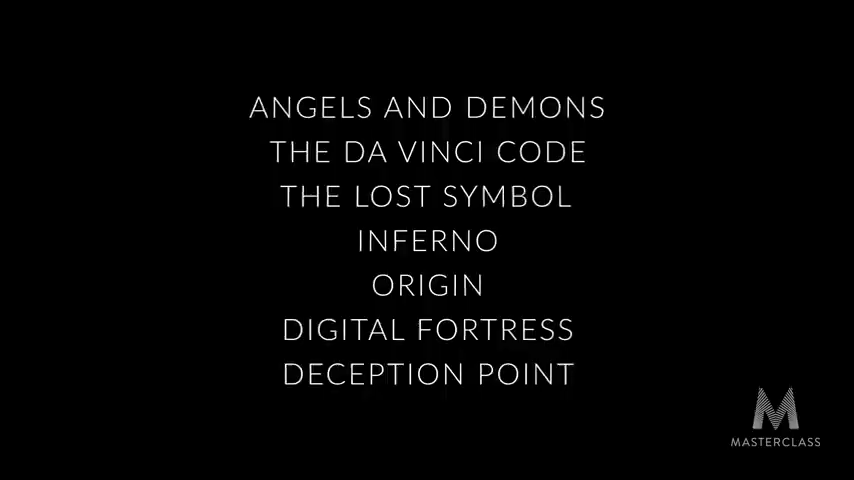 ANGELS AND DEMONS
THE DA VINCI CODE
THE LOST SYMBOL
INFERNO
ORIGIN
DIGITAL FORTRESS
DECEPTION POINT
M
MASTERCLASS